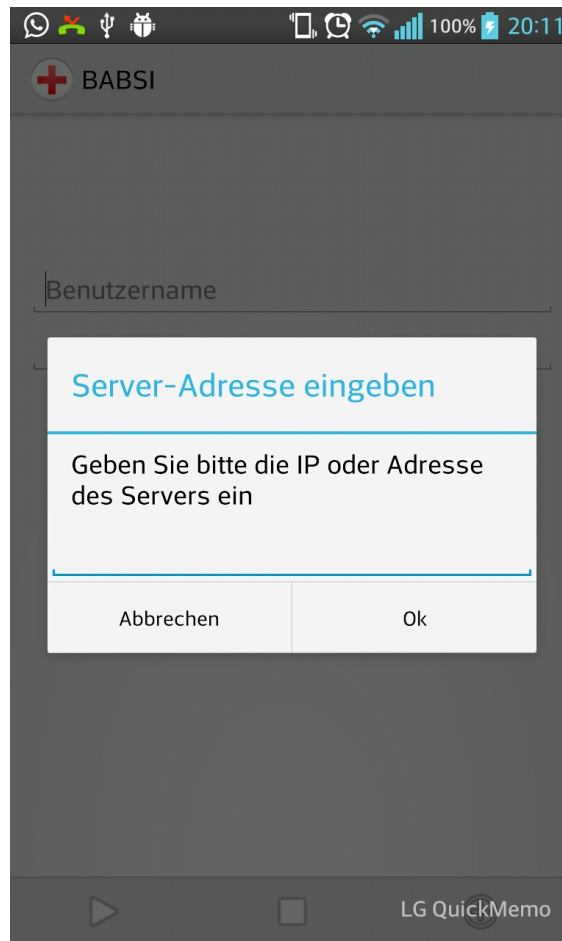 100% 20:11
BABSI
Benutzername
Server-Adresse eingeben
Geben Sie bitte die IP oder Adresse
des Servers ein
Abbrechen Ok
LG QuickMemo